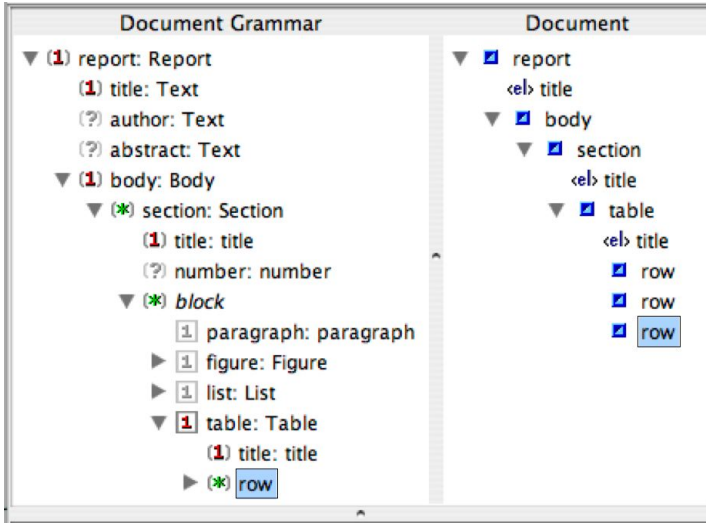 Document Grammar
(1) report: Report
(1) title: Text
(?) author: Text
(?) abstract: Text
(1) body: Body
(*) section: Section
(1) title: title
(?) number: number
(*) block
1 paragraph: paragraph
1 figure: Figure
1 list: List
1 table: Table
(1) title: title
(*) row
Document
report
<el> title
body
section
<el> title
table
<el> title
row
row
row